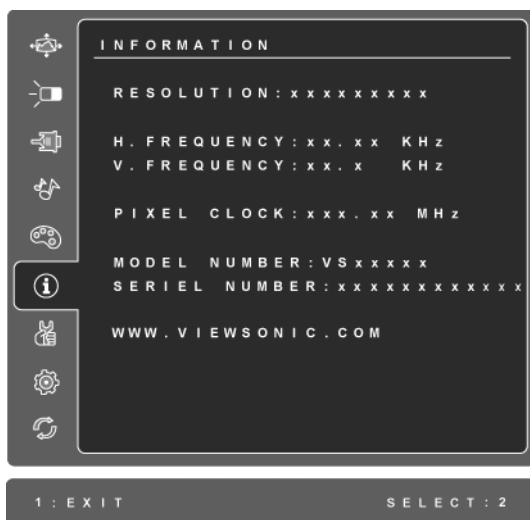 INFORMATION
RESOLUTION:xxxxxxxxx
H. FREQUENCY:xx.xx KHz
V. FREQUENCY:xx.x KHz
PIXEL CLOCK:xxx.xx MHz
MODEL NUMBER:VSxxxxx
SERIEL NUMBER:xxxxxxxxxxxx
WWW.VIEWSONIC.COM
1:EXIT SELECT:2